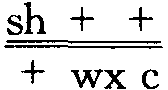 sh + +
+ wx c